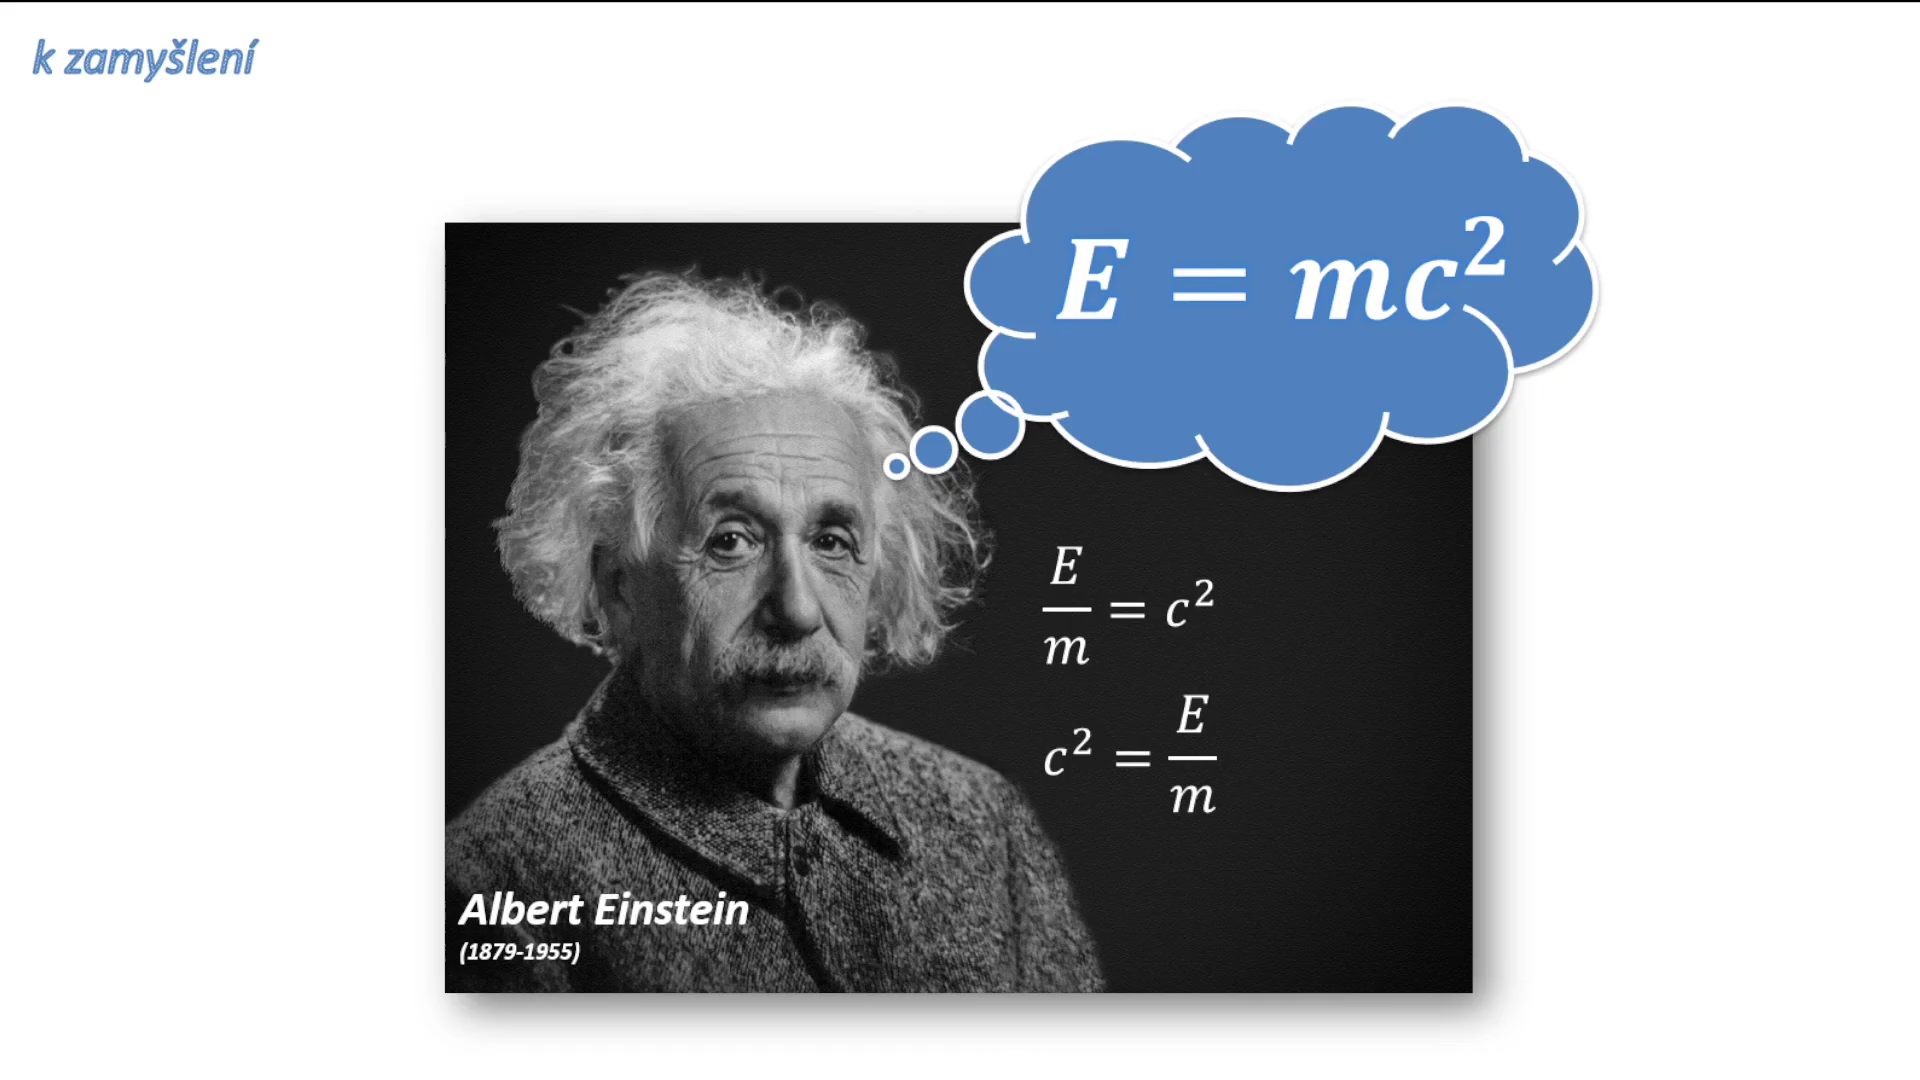 k zamyšlení
E = mc²
E/m = c²
c² = E/m
Albert Einstein
(1879-1955)